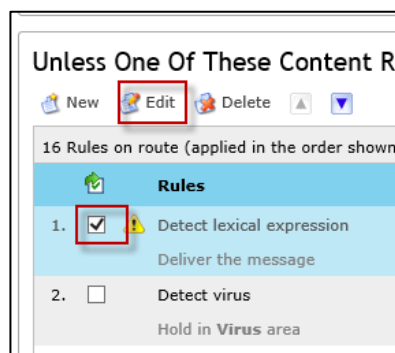 Unless One Of These Content R
New Edit Delete
16 Rules on route (applied in the order shown
Rules
1. Detect lexical expression
Deliver the message
2. Detect virus
Hold in Virus area